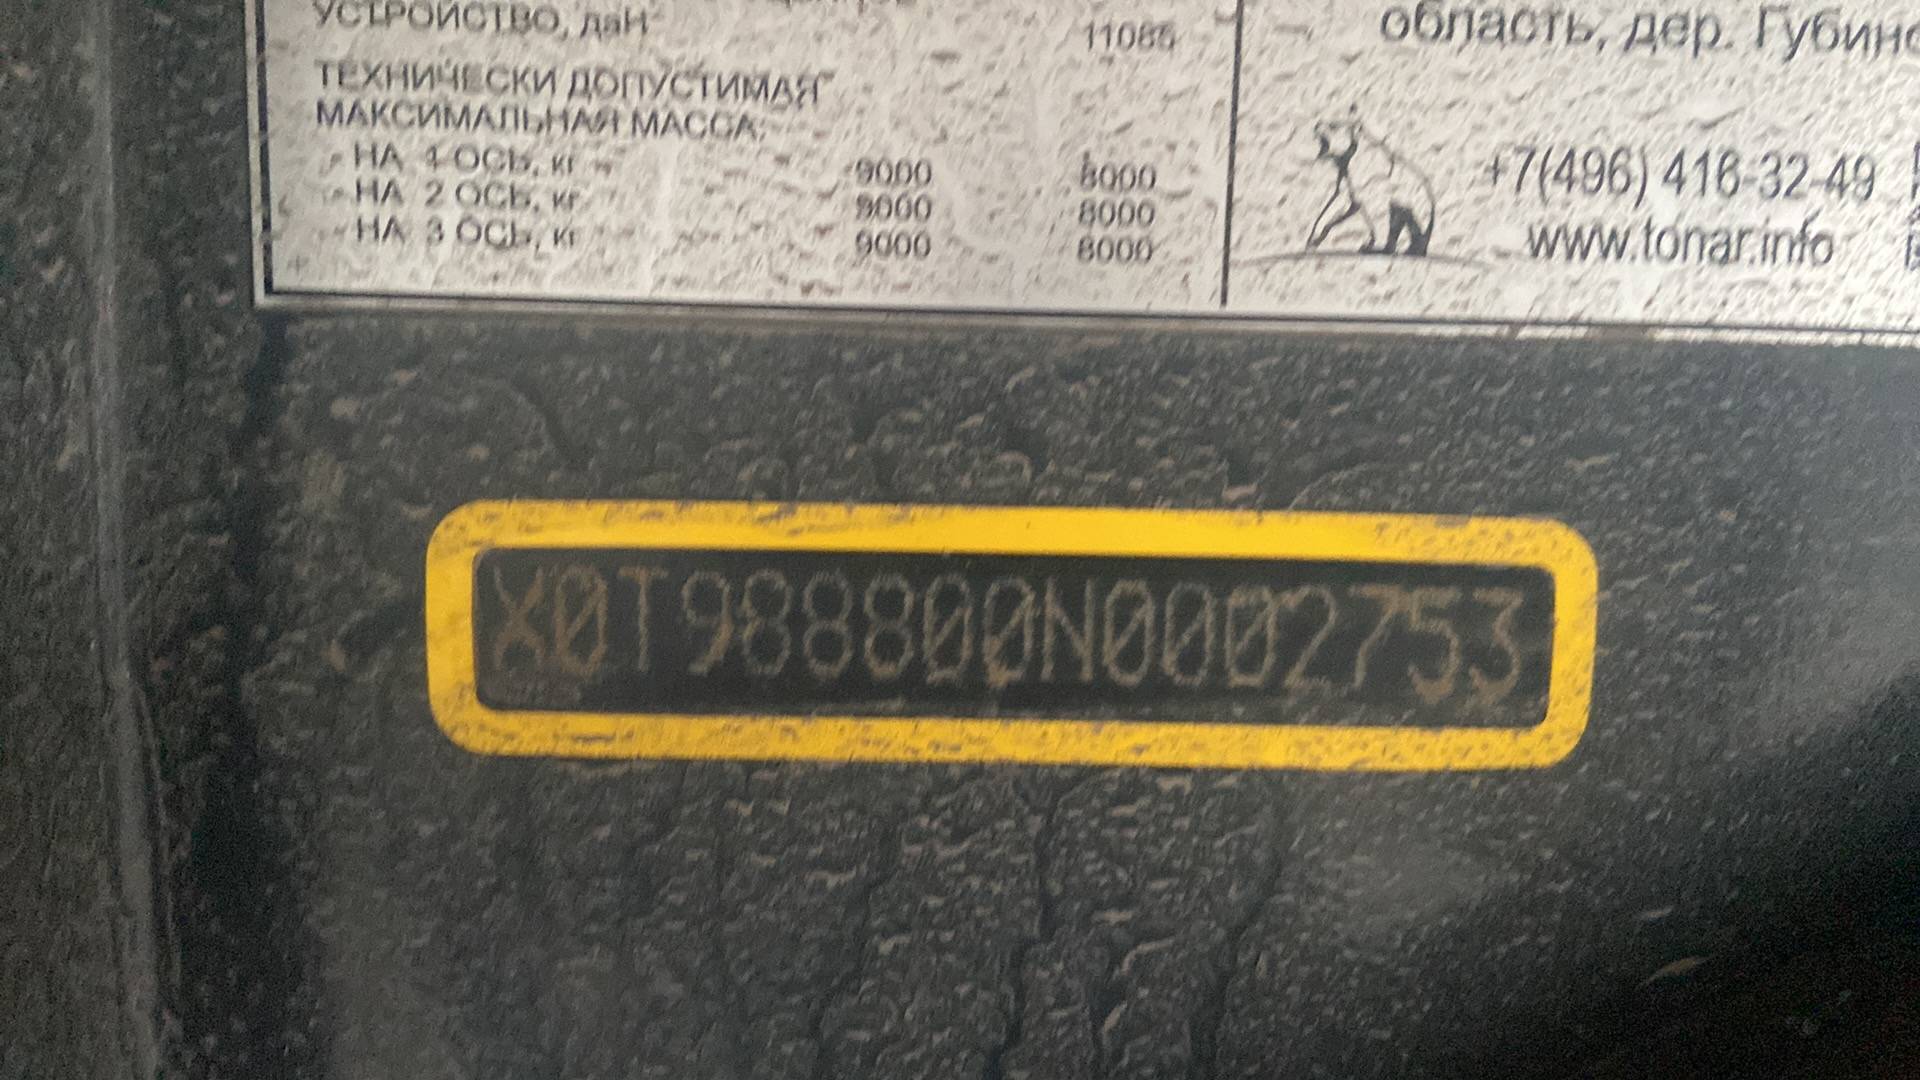 УСТРОЙСТВО, даН 11085
ТЕХНИЧЕСКИ ДОПУСТИМАЯ
МАКСИМАЛЬНАЯ МАССА:
- НА 1 ОСЬ, кг 9000 8000
- НА 2 ОСЬ, кг 9000 8000
- НА 3 ОСЬ, кг 9000 8000
область, дер. Губино
+7(496) 416-32-49
www.tonar.info
X0T988800N0002753